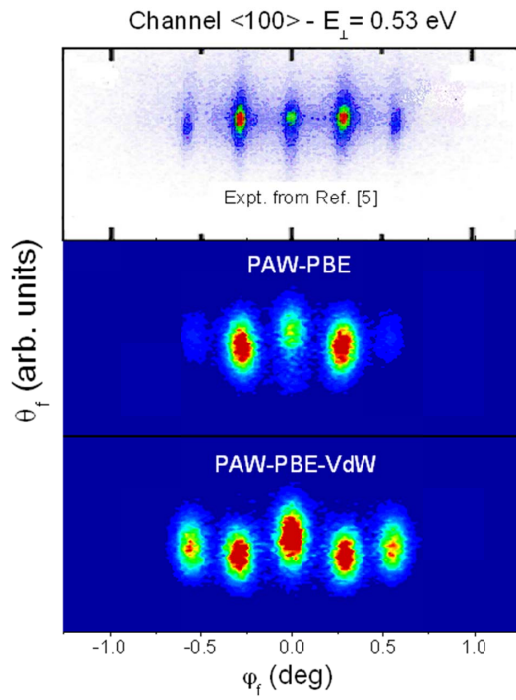 Channel <100> - E⊥ = 0.53 eV
Expt. from Ref. [5]
PAW-PBE
PAW-PBE-VdW
θf (arb. units)
-1.0 -0.5 0.0 0.5 1.0
φf (deg)